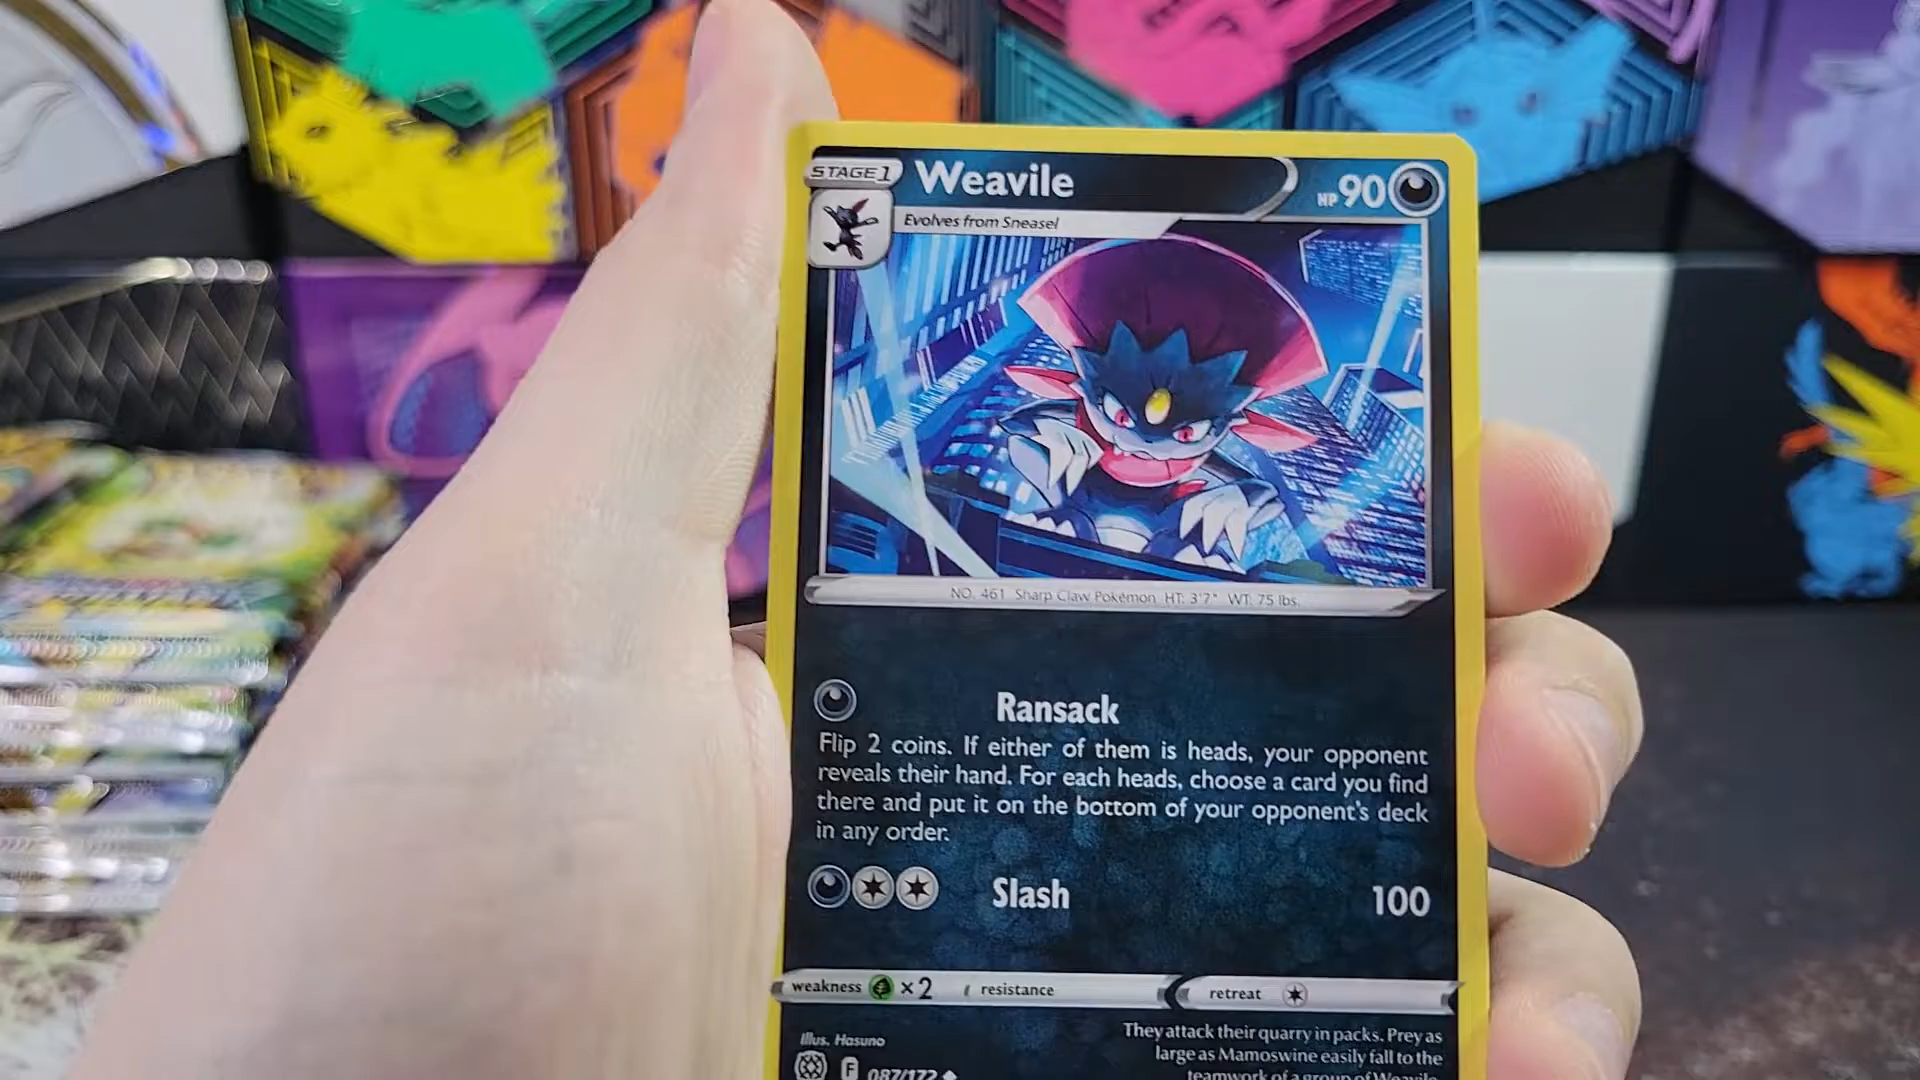 STAGE 1
Weavile
HP 90
Evolves from Sneasel
NO. 461 Sharp Claw Pokémon HT: 3'7" WT: 75 lbs.
Ransack
Flip 2 coins. If either of them is heads, your opponent
reveals their hand. For each heads, choose a card you find
there and put it on the bottom of your opponent's deck
in any order.
Slash 100
weakness ×2 resistance retreat
Illus. Hasuno
F 087/172
They attack their quarry in packs. Prey as
large as Mamoswine easily fall to the
teamwork of a group of Weavile.